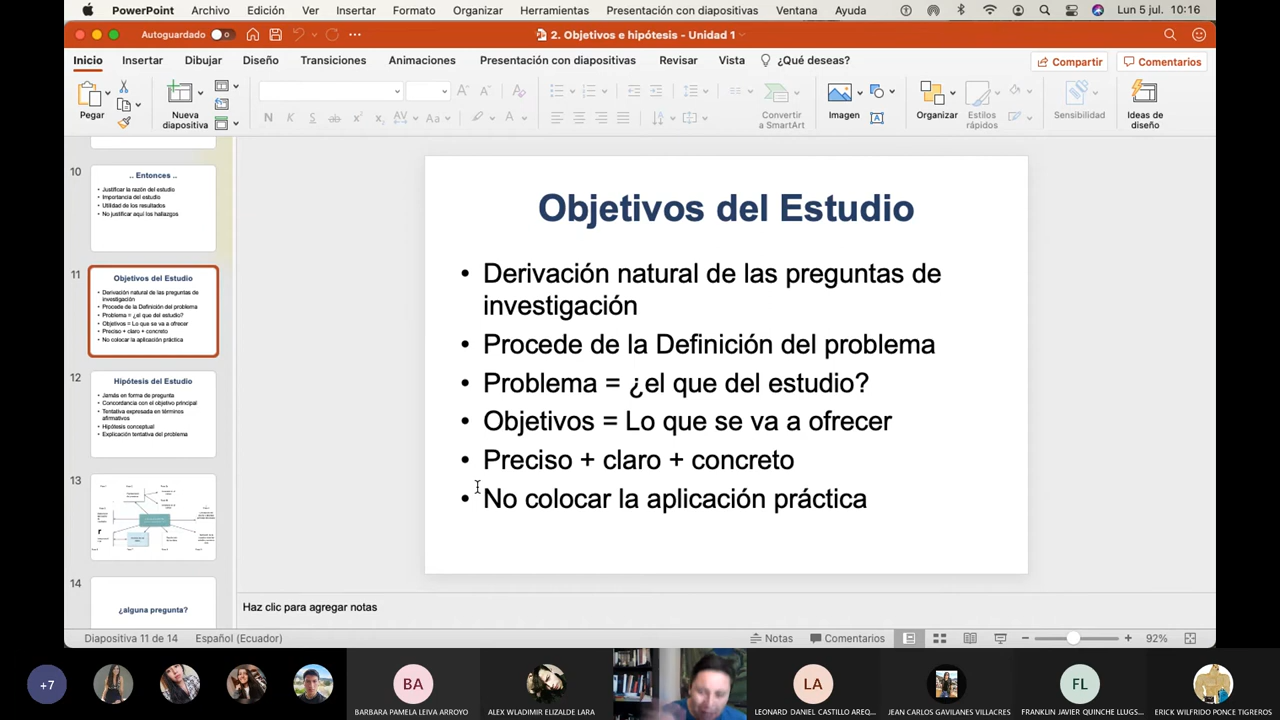 PowerPoint Archivo Edición Ver Insertar Formato Organizar Herramientas Presentación con diapositivas Ventana Ayuda Lun 5 jul. 10:16
Autoguardado 2. Objetivos e hipótesis - Unidad 1
Inicio Insertar Dibujar Diseño Transiciones Animaciones Presentación con diapositivas Revisar Vista ¿Qué deseas? Compartir Comentarios
Pegar
Nueva
diapositiva
N
Convertir
a SmartArt
Imagen
Organizar
Estilos
rápidos
Sensibilidad
Ideas de
diseño
10
.. Entonces ..
• Justificar la razón del estudio
• Importancia del estudio
• Utilidad de los resultados
• No justificar aquí los hallazgos
11
Objetivos del Estudio
• Derivación natural de las preguntas de
investigación
• Procede de la Definición del problema
• Problema = ¿el que del estudio?
• Objetivos = Lo que se va a ofrecer
• Preciso + claro + concreto
• No colocar la aplicación práctica
12
Hipótesis del Estudio
• Jamás en forma de pregunta
• Concordancia con el objetivo principal
• Tentativa expresada en términos
afirmativos
• Hipótesis conceptual
• Explicación tentativa del problema
13
r
14
¿alguna pregunta?
Objetivos del Estudio
• Derivación natural de las preguntas de
investigación
• Procede de la Definición del problema
• Problema = ¿el que del estudio?
• Objetivos = Lo que se va a ofrecer
• Preciso + claro + concreto
• No colocar la aplicación práctica
Haz clic para agregar notas
Diapositiva 11 de 14 Español (Ecuador) Notas Comentarios 92%
+7
BA
LA
FL
BARBARA PAMELA LEIVA ARROYO
ALEX WLADIMIR ELIZALDE LARA
LEONARD DANIEL CASTILLO AREQ...
JEAN CARLOS GAVILANES VILLACRES
FRANKLIN JAVIER QUINCHE LLUGS...
ERICK WILFRIDO PONCE TIGREROS